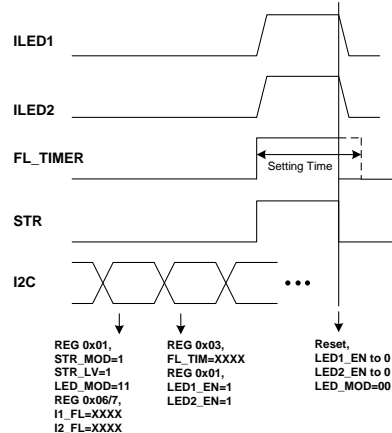 ILED1
ILED2
FL_TIMER
Setting Time
STR
I2C
REG 0x01,
STR_MOD=1
STR_LV=1
LED_MOD=11
REG 0x06/7,
I1_FL=XXXX
I2_FL=XXXX
REG 0x03,
FL_TIM=XXXX
REG 0x01,
LED1_EN=1
LED2_EN=1
Reset,
LED1_EN to 0
LED2_EN to 0
LED_MOD=00